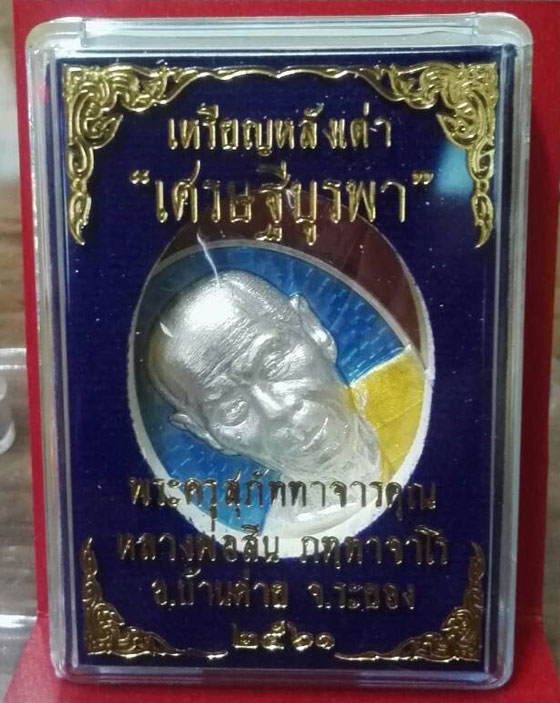 เหรียญหลังเต่า
“เศรษฐีบูรพา”
พระครูสุภัททาจารคุณ
หลวงพ่อสิน ภทฺทาจาโร
อ.บ้านค่าย จ.ระยอง
๒๕๖๑